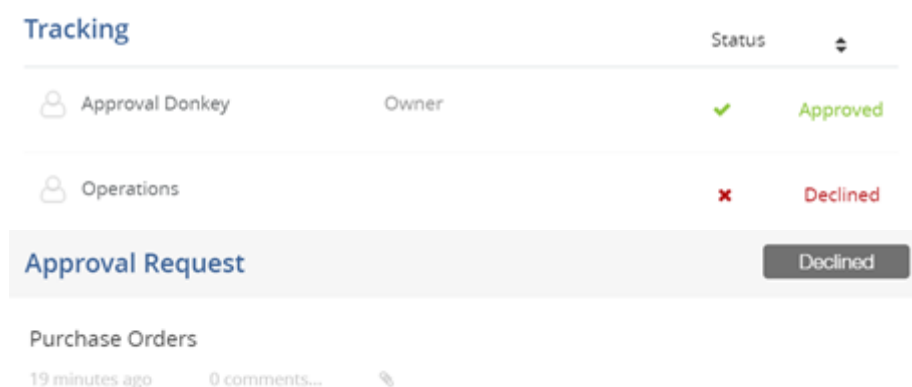 Tracking
Status
Approval Donkey Owner Approved
Operations Declined
Approval Request Declined
Purchase Orders
19 minutes ago 0 comments...